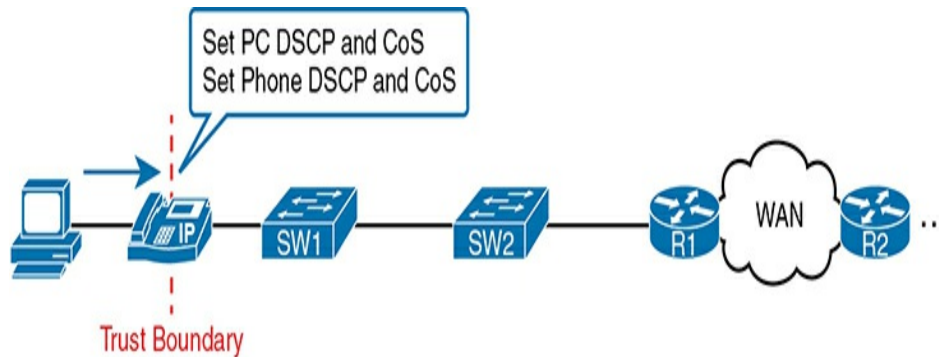 Set PC DSCP and CoS
Set Phone DSCP and CoS
IP
SW1
SW2
R1
WAN
R2
..
Trust Boundary